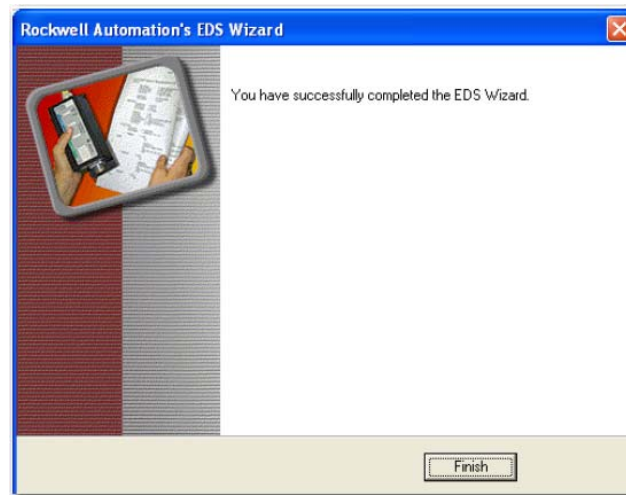 Rockwell Automation's EDS Wizard
You have successfully completed the EDS Wizard.
Finish